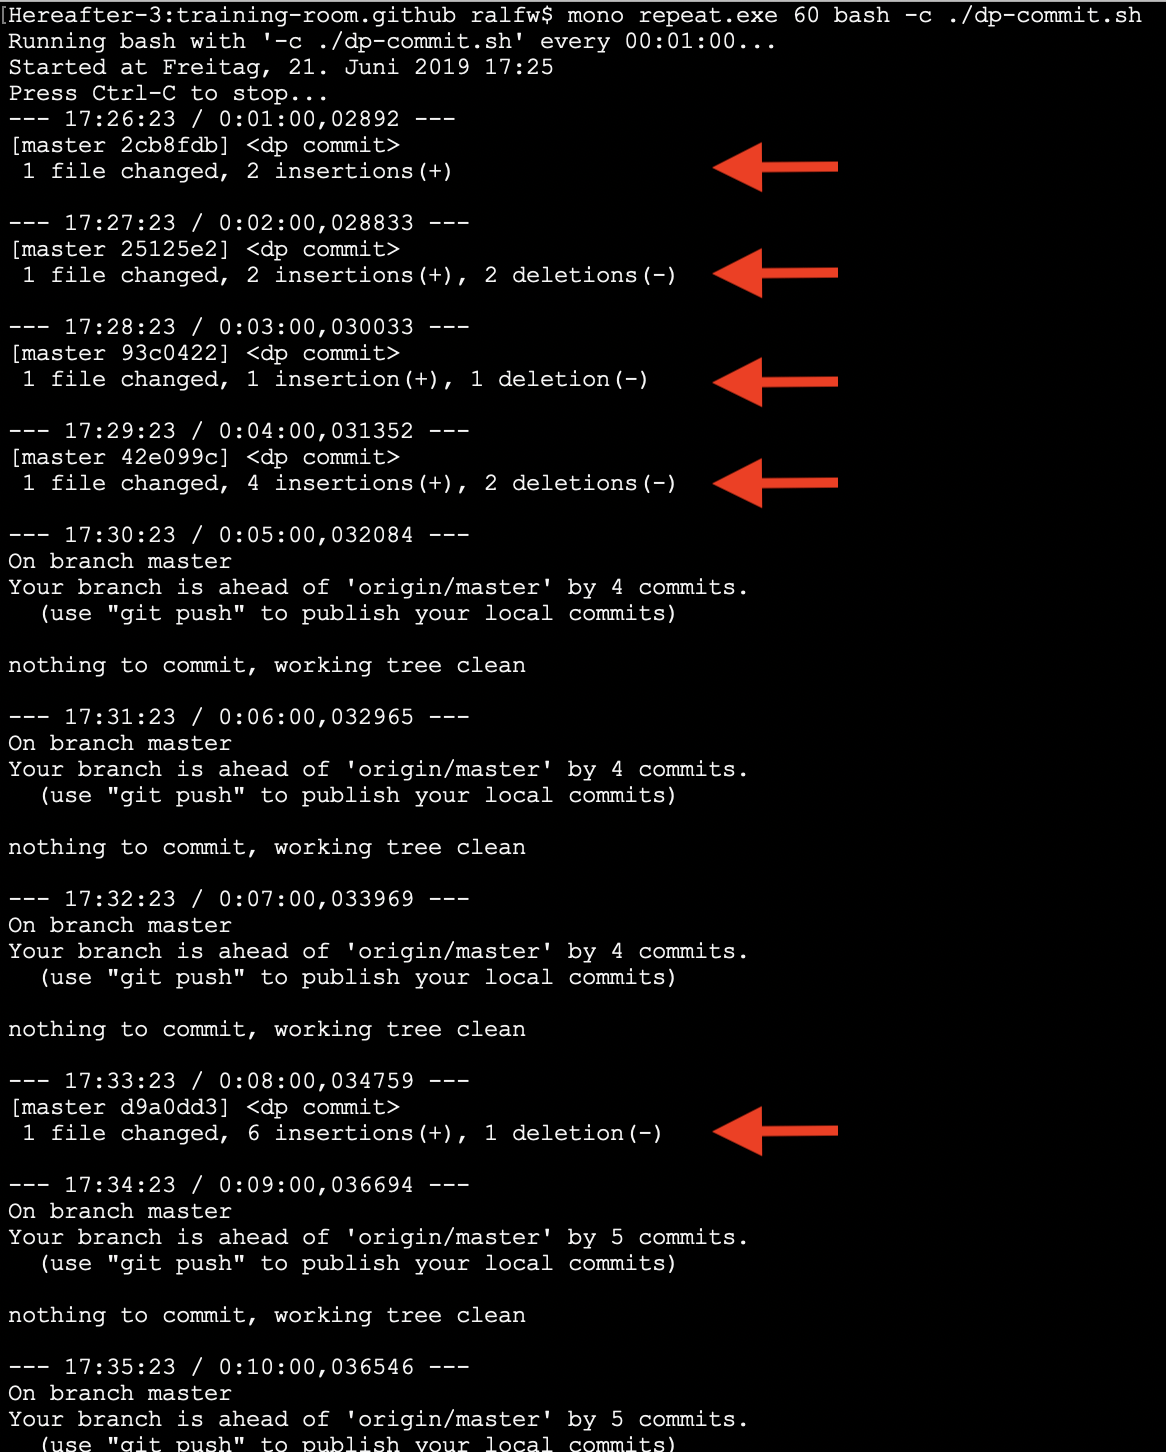 [Hereafter-3:training-room.github ralfw$ mono repeat.exe 60 bash -c ./dp-commit.sh
Running bash with '-c ./dp-commit.sh' every 00:01:00...
Started at Freitag, 21. Juni 2019 17:25
Press Ctrl-C to stop...
--- 17:26:23 / 0:01:00,02892 ---
[master 2cb8fdb] <dp commit>
 1 file changed, 2 insertions(+)

--- 17:27:23 / 0:02:00,028833 ---
[master 25125e2] <dp commit>
 1 file changed, 2 insertions(+), 2 deletions(-)

--- 17:28:23 / 0:03:00,030033 ---
[master 93c0422] <dp commit>
 1 file changed, 1 insertion(+), 1 deletion(-)

--- 17:29:23 / 0:04:00,031352 ---
[master 42e099c] <dp commit>
 1 file changed, 4 insertions(+), 2 deletions(-)

--- 17:30:23 / 0:05:00,032084 ---
On branch master
Your branch is ahead of 'origin/master' by 4 commits.
  (use "git push" to publish your local commits)

nothing to commit, working tree clean

--- 17:31:23 / 0:06:00,032965 ---
On branch master
Your branch is ahead of 'origin/master' by 4 commits.
  (use "git push" to publish your local commits)

nothing to commit, working tree clean

--- 17:32:23 / 0:07:00,033969 ---
On branch master
Your branch is ahead of 'origin/master' by 4 commits.
  (use "git push" to publish your local commits)

nothing to commit, working tree clean

--- 17:33:23 / 0:08:00,034759 ---
[master d9a0dd3] <dp commit>
 1 file changed, 6 insertions(+), 1 deletion(-)

--- 17:34:23 / 0:09:00,036694 ---
On branch master
Your branch is ahead of 'origin/master' by 5 commits.
  (use "git push" to publish your local commits)

nothing to commit, working tree clean

--- 17:35:23 / 0:10:00,036546 ---
On branch master
Your branch is ahead of 'origin/master' by 5 commits.
  (use "git push" to publish your local commits)